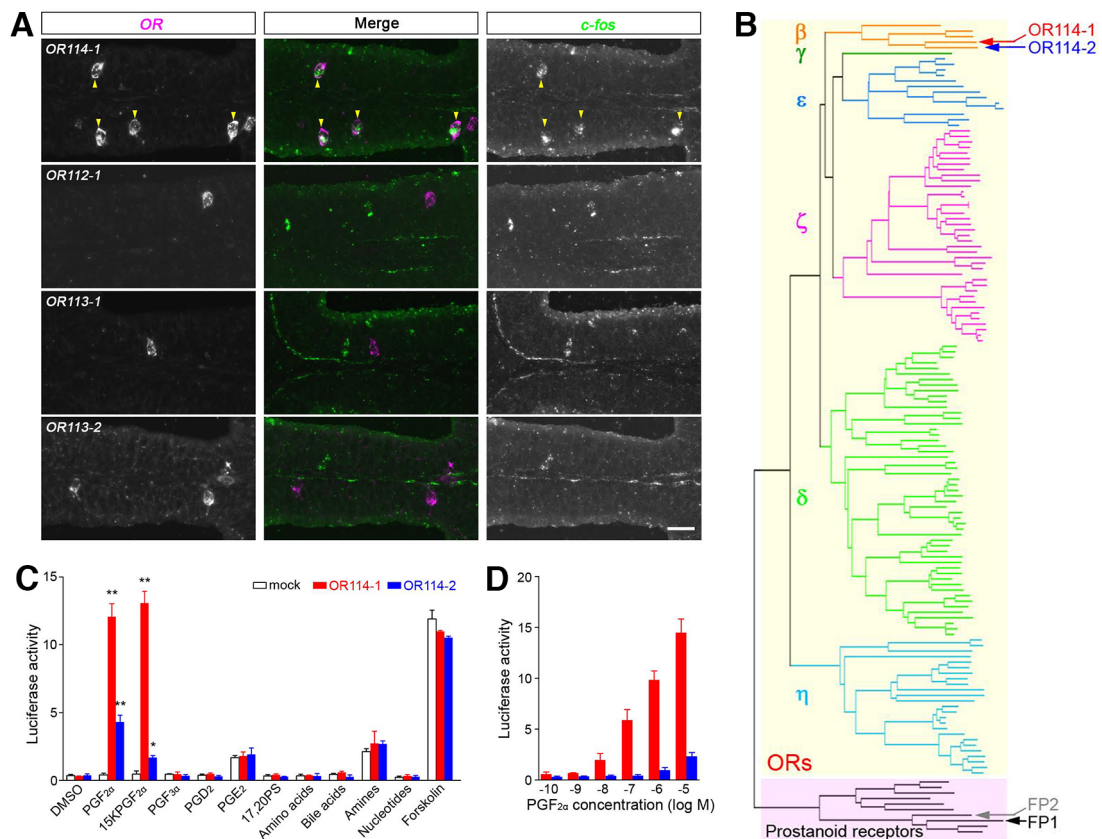 A
OR
Merge
c-fos
OR114-1
OR112-1
OR113-1
OR113-2
B
β
γ
ε
ζ
δ
η
OR114-1
OR114-2
ORs
FP2
FP1
Prostanoid receptors
C
15
10
5
0
Luciferase activity
mock
OR114-1
OR114-2
**
**
**
*
DMSO
PGF2α
15KPGF2α
PGF3α
PGD2
PGE2
17,20PS
Amino acids
Bile acids
Amines
Nucleotides
Forskolin
D
20
15
10
5
0
Luciferase activity
-10 -9 -8 -7 -6 -5
PGF2α concentration (log M)